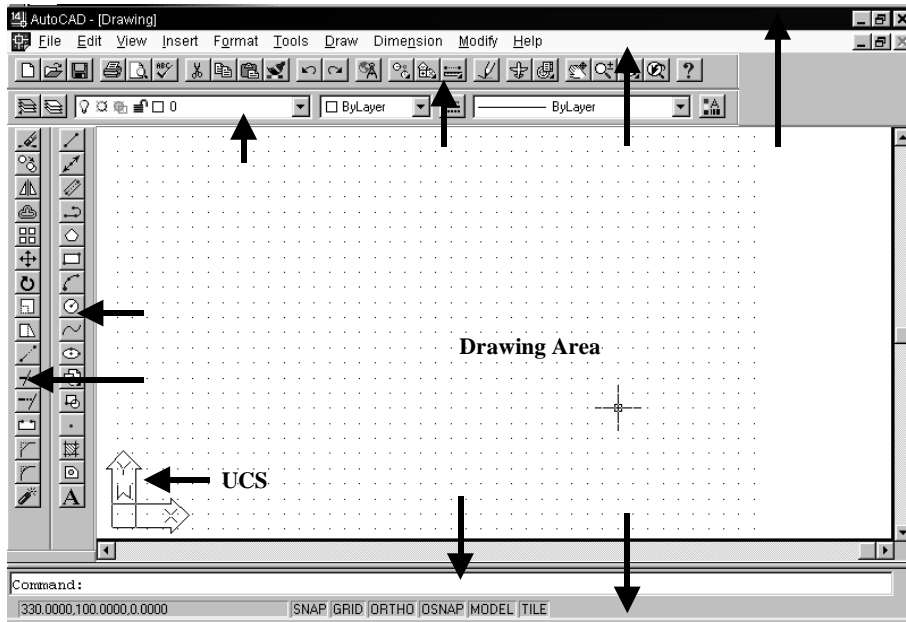 AutoCAD - [Drawing]
File Edit View Insert Format Tools Draw Dimension Modify Help
ABC
?
0 ByLayer ByLayer
A
Drawing Area
A
Y
UCS
W
X
Command:
330.0000,100.0000,0.0000 SNAP GRID ORTHO OSNAP MODEL TILE